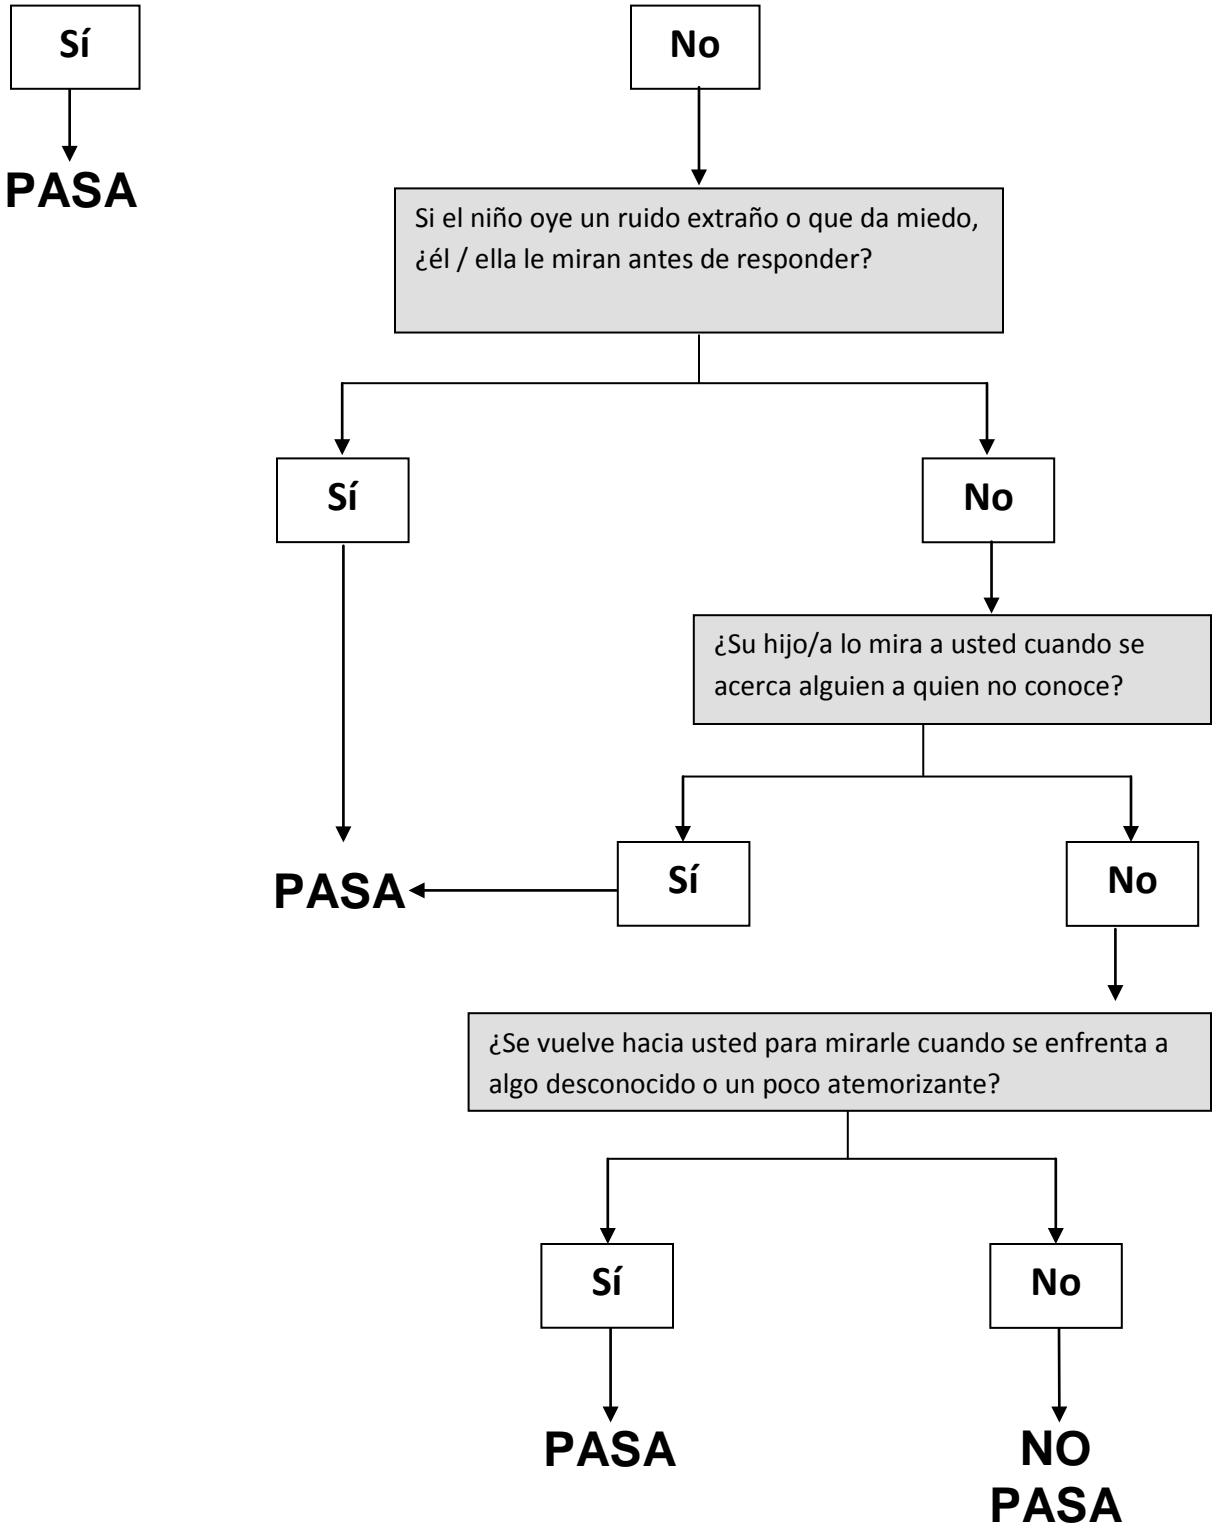 Sí
No
PASA
Si el niño oye un ruido extraño o que da miedo,
¿él / ella le miran antes de responder?
Sí
No
¿Su hijo/a lo mira a usted cuando se
acerca alguien a quien no conoce?
PASA
Sí
No
¿Se vuelve hacia usted para mirarle cuando se enfrenta a
algo desconocido o un poco atemorizante?
Sí
No
PASA
NO
PASA